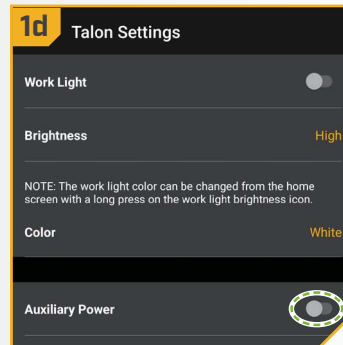 1d
Talon Settings
Work Light
Brightness High
NOTE: The work light color can be changed from the home
screen with a long press on the work light brightness icon.
Color White
Auxiliary Power